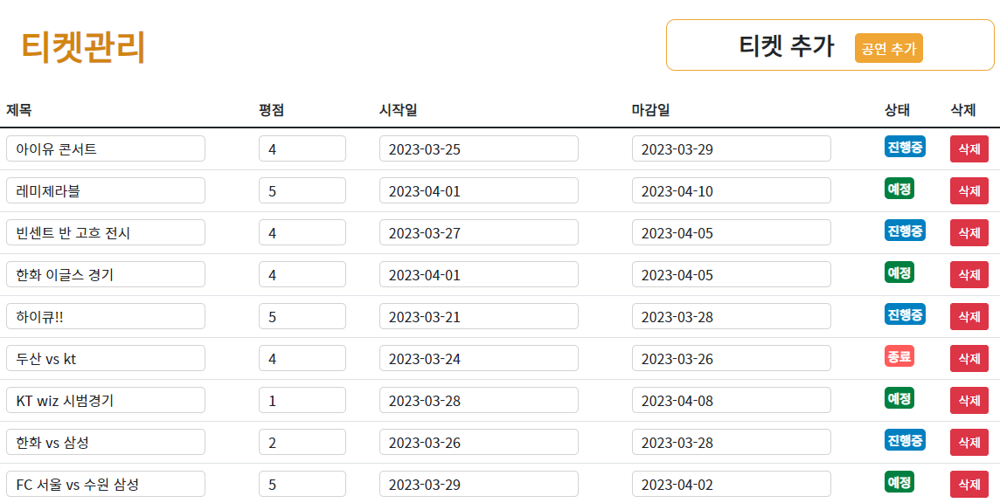 티켓관리
티켓 추가 공연 추가
제목 평점 시작일 마감일 상태 삭제
아이유 콘서트 4 2023-03-25 2023-03-29 진행중 삭제
레미제라블 5 2023-04-01 2023-04-10 예정 삭제
빈센트 반 고흐 전시 4 2023-03-27 2023-04-05 진행중 삭제
한화 이글스 경기 4 2023-04-01 2023-04-05 예정 삭제
하이큐!! 5 2023-03-21 2023-03-28 진행중 삭제
두산 vs kt 4 2023-03-24 2023-03-26 종료 삭제
KT wiz 시범경기 1 2023-03-28 2023-04-08 예정 삭제
한화 vs 삼성 2 2023-03-26 2023-03-28 진행중 삭제
FC 서울 vs 수원 삼성 5 2023-03-29 2023-04-02 예정 삭제